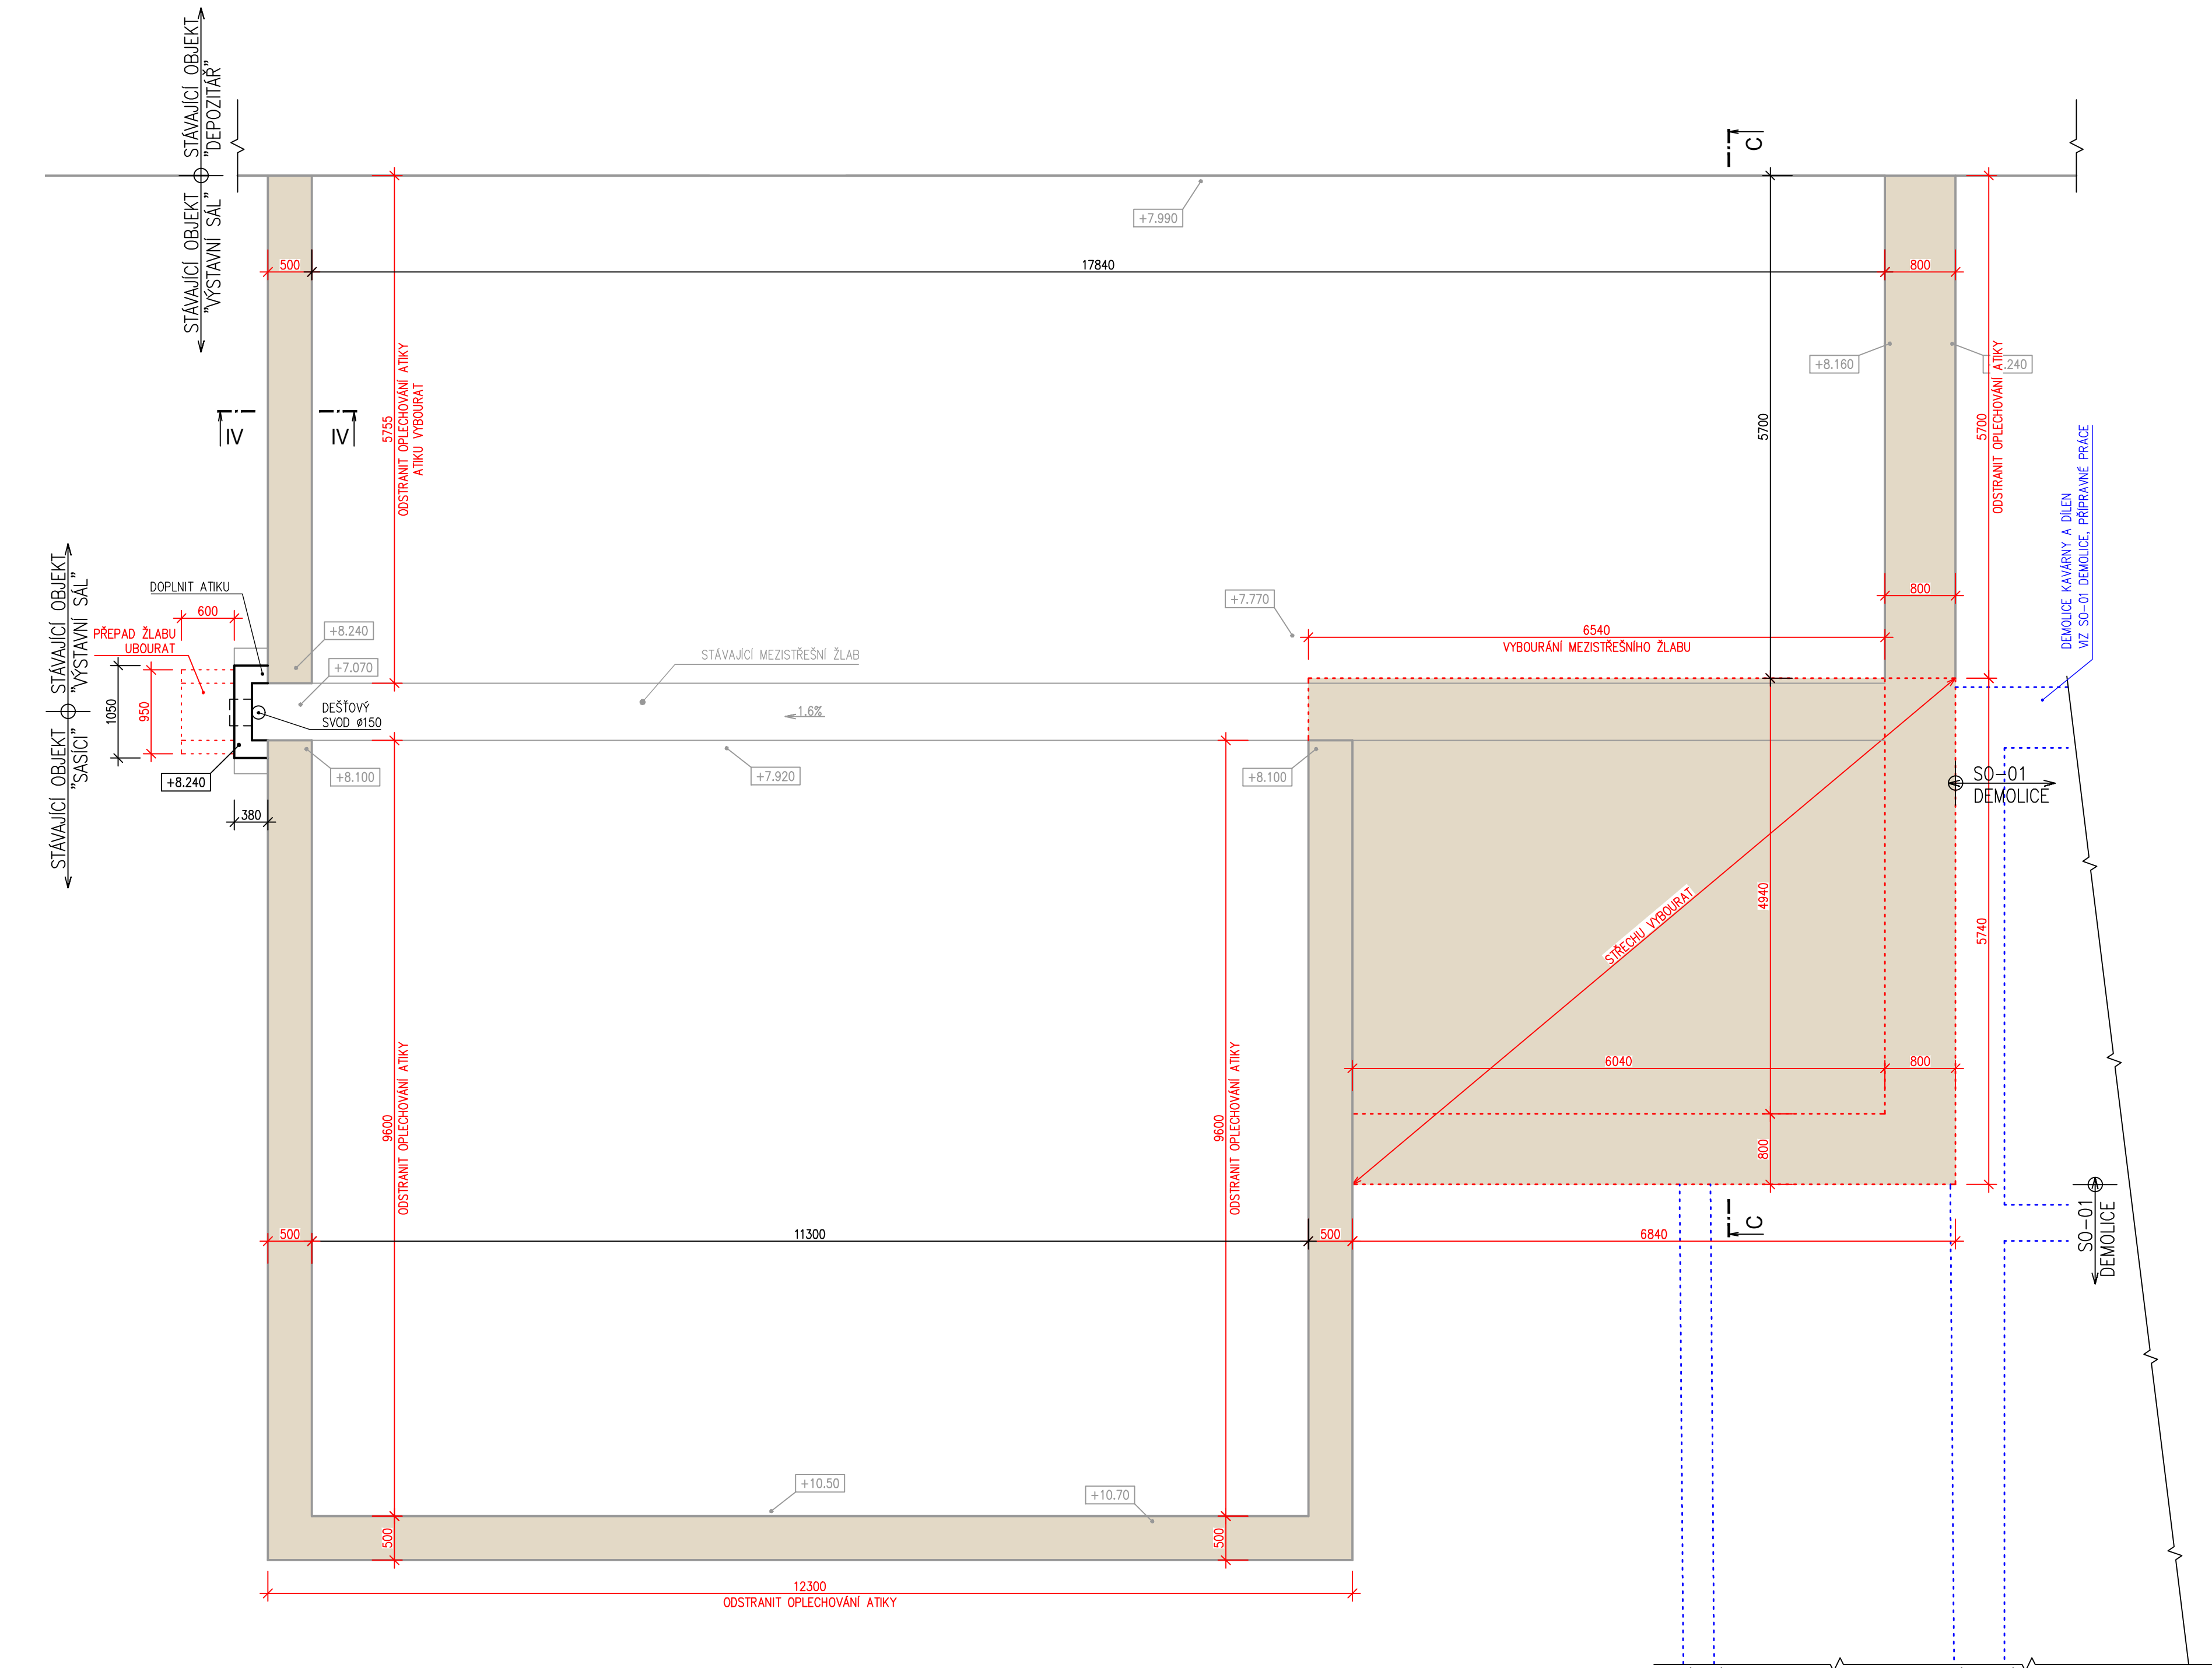 STÁVAJÍCÍ OBJEKT
"DEPOZITÁŘ"
STÁVAJÍCÍ OBJEKT
"VÝSTAVNÍ SÁL"
C
+7.990
500
17840
800
+8.160
.240
5755
ODSTRANIT OPLECHOVÁNÍ ATIKY
ATIKU VYBOURAT
5700
5700
ODSTRANIT OPLECHOVÁNÍ ATIKY
IV
IV
DEMOLICE KAVÁRNY A DÍLEN
VIZ SO-01 DEMOLICE, PŘÍPRAVNÉ PRÁCE
STÁVAJÍCÍ OBJEKT
"VÝSTAVNÍ SÁL"
STÁVAJÍCÍ OBJEKT
"SASÍCI"
DOPLNIT ATIKU
600
PŘEPAD ŽLABU
UBOURAT
+8.240
+7.070
1050
950
DEŠŤOVÝ
SVOD ø150
+8.240
+8.100
380
STÁVAJÍCÍ MEZISTŘEŠNÍ ŽLAB
1.6%
+7.920
+7.770
+8.100
6540
VYBOURÁNÍ MEZISTŘEŠNÍHO ŽLABU
800
SO-01
DEMOLICE
STŘECHU VYBOURAT
4940
5740
6040
800
800
9600
ODSTRANIT OPLECHOVÁNÍ ATIKY
9600
ODSTRANIT OPLECHOVÁNÍ ATIKY
500
11300
500
6840
C
SO-01
DEMOLICE
+10.50
+10.70
500
500
12300
ODSTRANIT OPLECHOVÁNÍ ATIKY